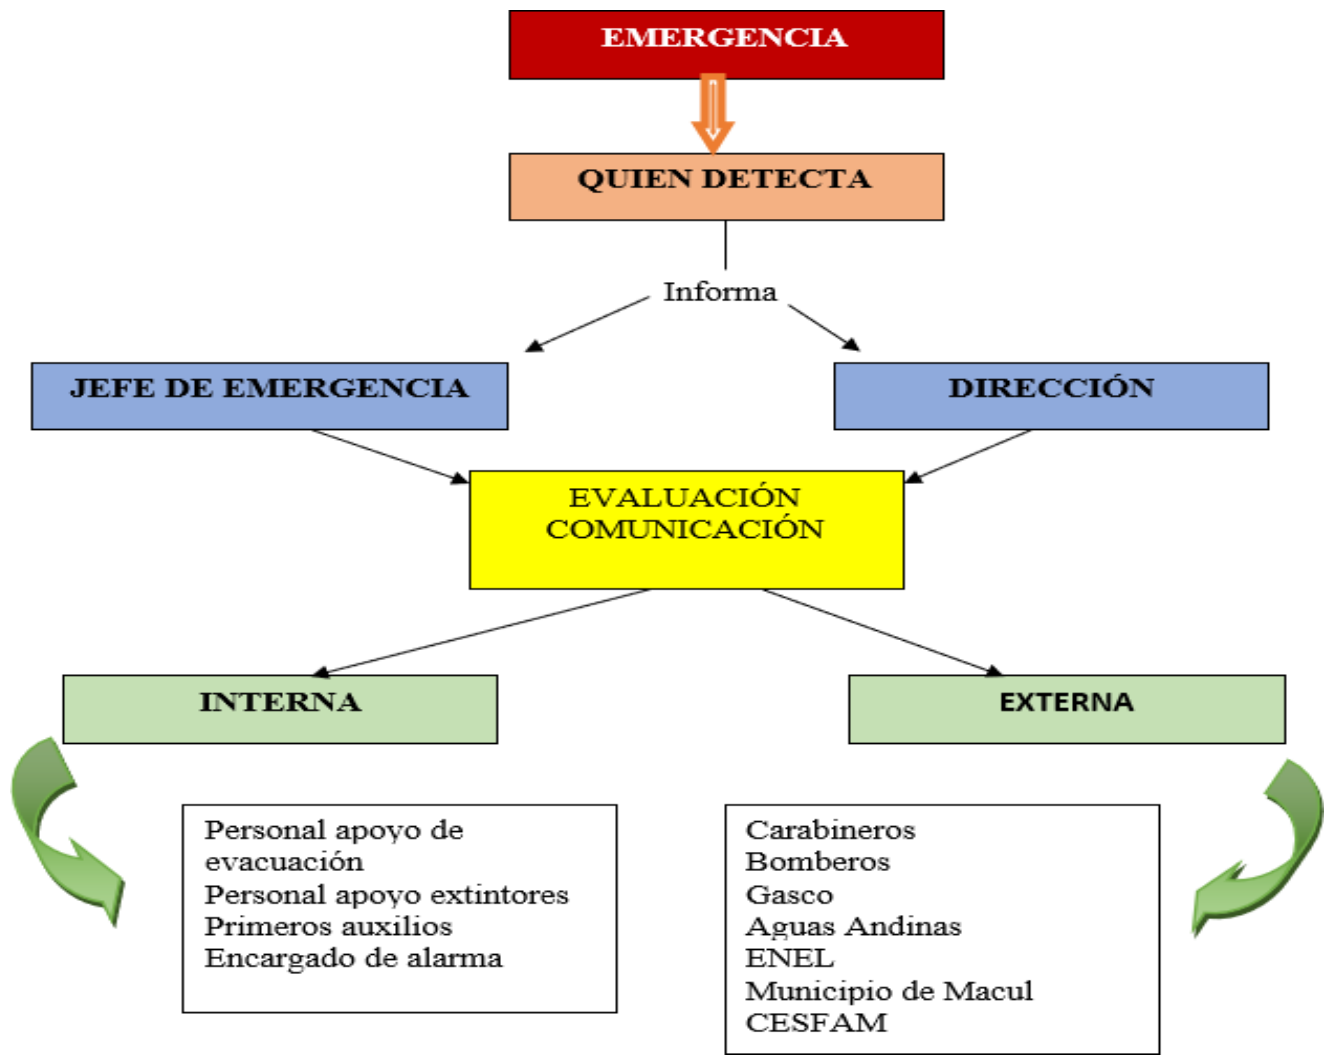 EMERGENCIA
QUIEN DETECTA
Informa
JEFE DE EMERGENCIA
DIRECCIÓN
EVALUACIÓN
COMUNICACIÓN
INTERNA
EXTERNA
Personal apoyo de
evacuación
Personal apoyo extintores
Primeros auxilios
Encargado de alarma
Carabineros
Bomberos
Gasco
Aguas Andinas
ENEL
Municipio de Macul
CESFAM